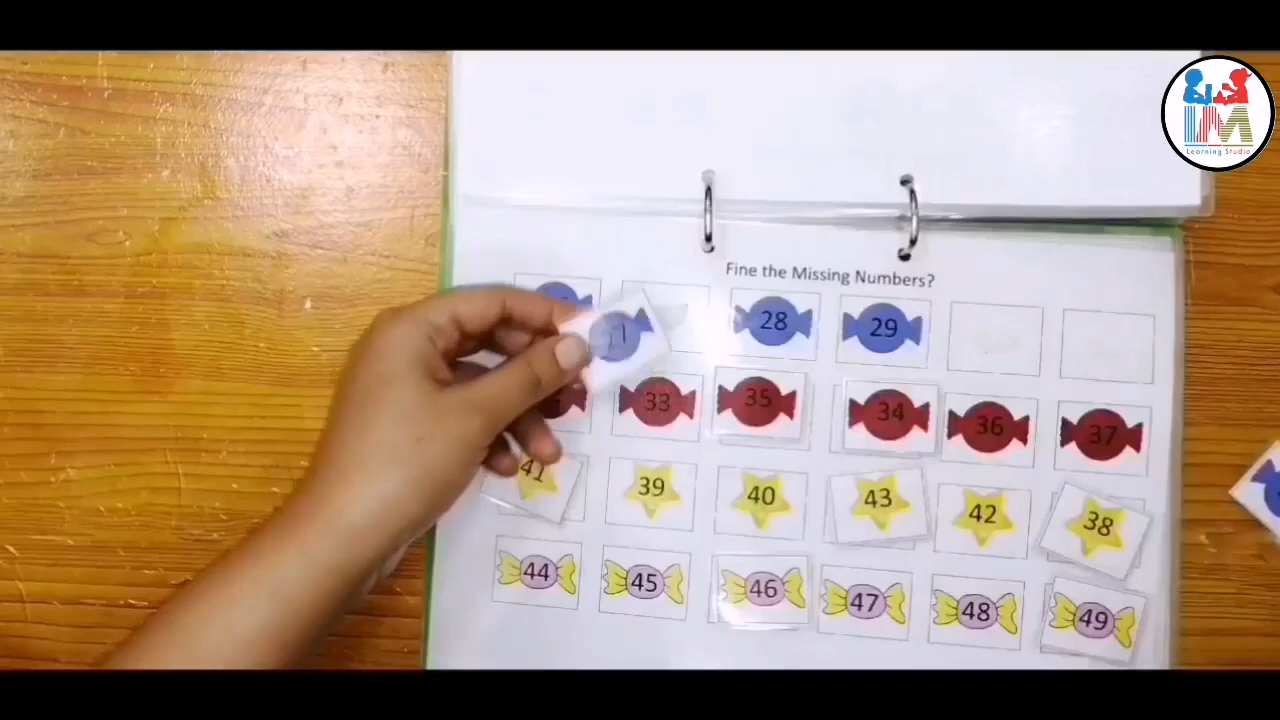 Learning Studio
Fine the Missing Numbers?
28 29
33 35 34 36 37
41 39 40 43 42 38
44 45 46 47 48 49